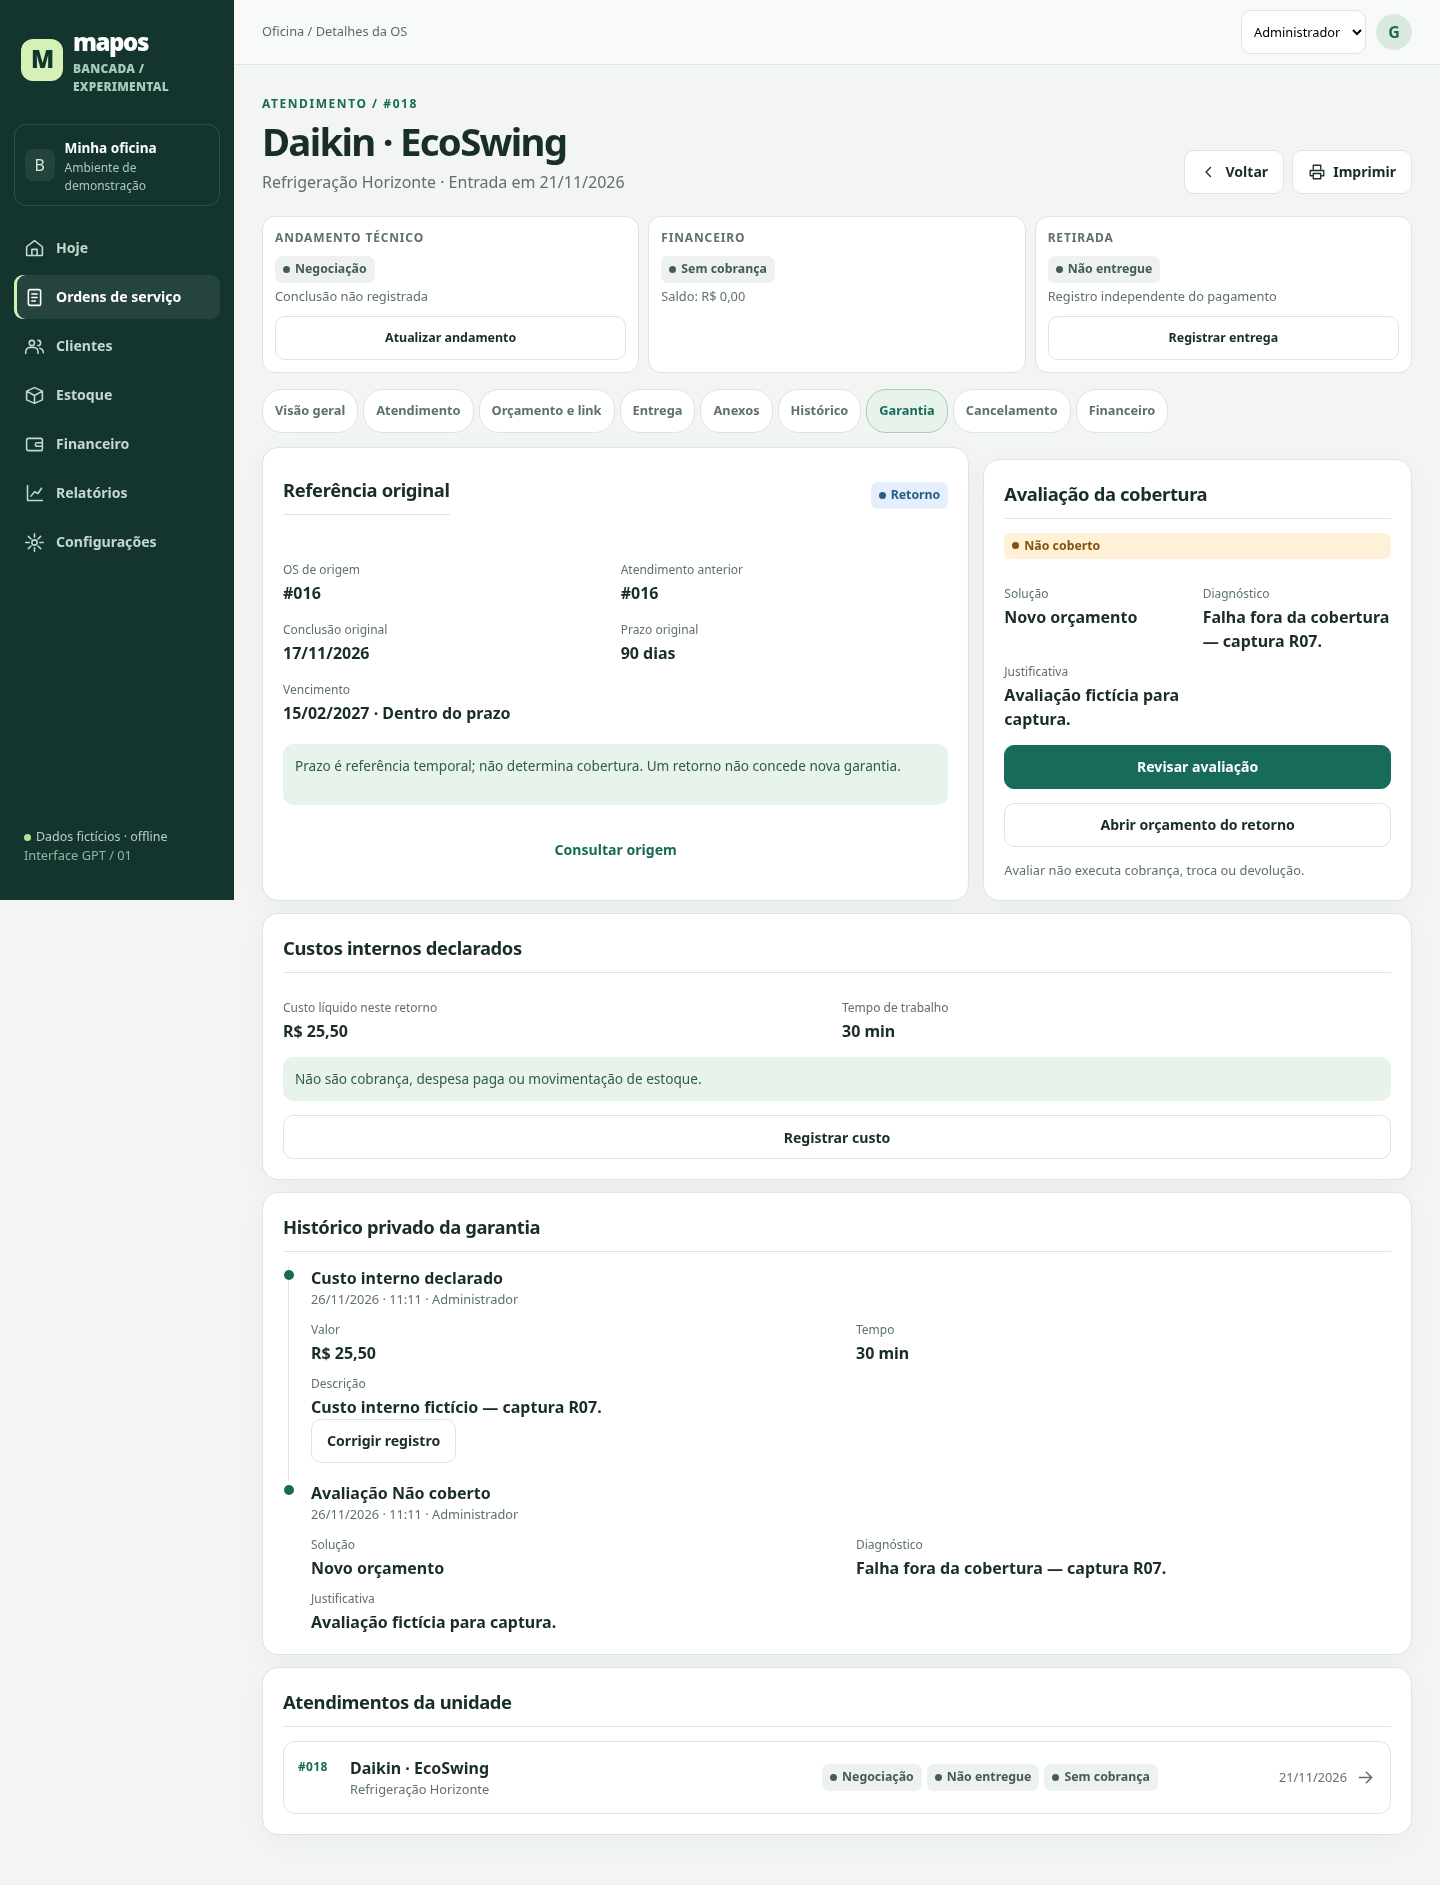 M
mapos
BANCADA /
EXPERIMENTAL
B
Minha oficina
Ambiente de
demonstração
Hoje
Ordens de serviço
Clientes
Estoque
Financeiro
Relatórios
Configurações
Dados fictícios · offline
Interface GPT / 01
Oficina / Detalhes da OS
Administrador
G
ATENDIMENTO / #018
Daikin · EcoSwing
Refrigeração Horizonte · Entrada em 21/11/2026
Voltar
Imprimir
ANDAMENTO TÉCNICO
Negociação
Conclusão não registrada
Atualizar andamento
FINANCEIRO
Sem cobrança
Saldo: R$ 0,00
RETIRADA
Não entregue
Registro independente do pagamento
Registrar entrega
Visão geral
Atendimento
Orçamento e link
Entrega
Anexos
Histórico
Garantia
Cancelamento
Financeiro
Referência original
Retorno
OS de origem
#016
Atendimento anterior
#016
Conclusão original
17/11/2026
Prazo original
90 dias
Vencimento
15/02/2027 · Dentro do prazo
Prazo é referência temporal; não determina cobertura. Um retorno não concede nova garantia.
Consultar origem
Avaliação da cobertura
Não coberto
Solução
Novo orçamento
Diagnóstico
Falha fora da cobertura
— captura R07.
Justificativa
Avaliação fictícia para
captura.
Revisar avaliação
Abrir orçamento do retorno
Avaliar não executa cobrança, troca ou devolução.
Custos internos declarados
Custo líquido neste retorno
R$ 25,50
Tempo de trabalho
30 min
Não são cobrança, despesa paga ou movimentação de estoque.
Registrar custo
Histórico privado da garantia
Custo interno declarado
26/11/2026 · 11:11 · Administrador
Valor
R$ 25,50
Tempo
30 min
Descrição
Custo interno fictício — captura R07.
Corrigir registro
Avaliação Não coberto
26/11/2026 · 11:11 · Administrador
Solução
Novo orçamento
Diagnóstico
Falha fora da cobertura — captura R07.
Justificativa
Avaliação fictícia para captura.
Atendimentos da unidade
#018
Daikin · EcoSwing
Refrigeração Horizonte
Negociação
Não entregue
Sem cobrança
21/11/2026